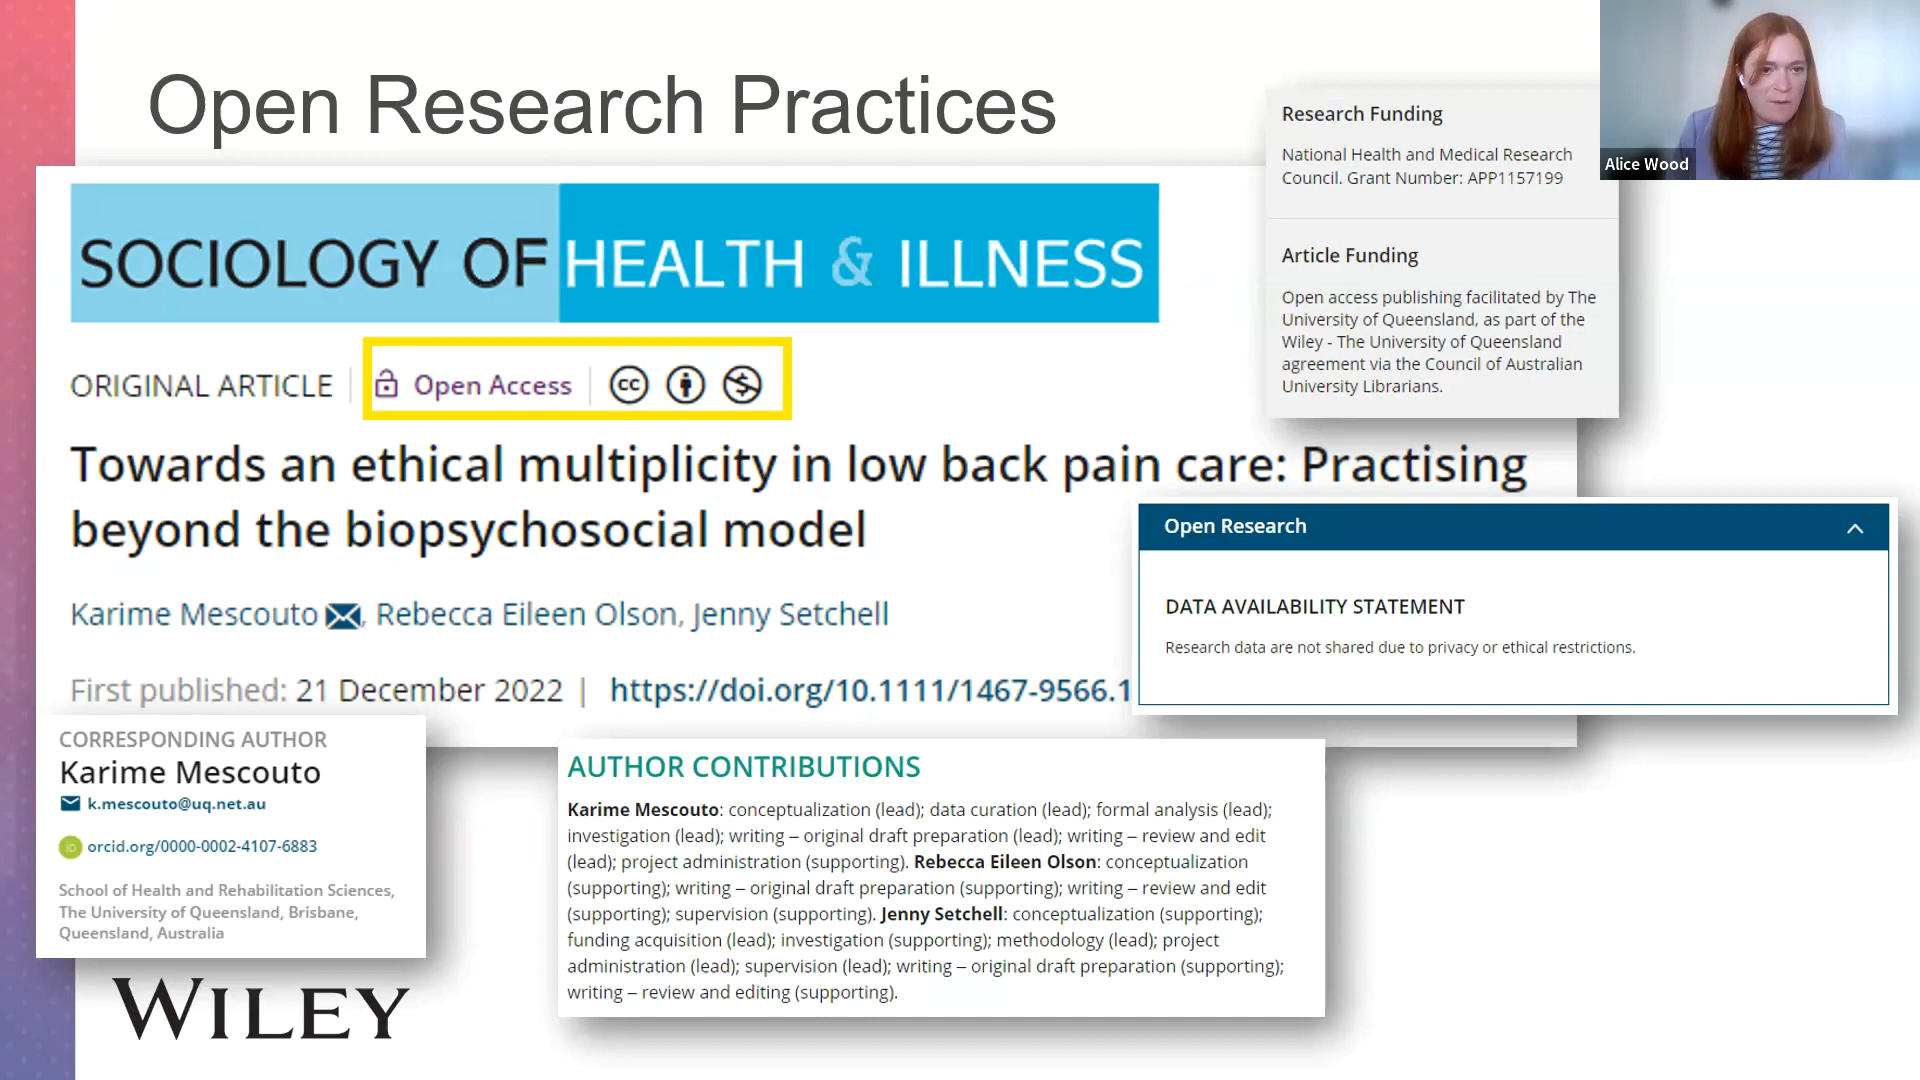 Open Research Practices
Alice Wood
Research Funding
National Health and Medical Research
Council. Grant Number: APP1157199
Article Funding
Open access publishing facilitated by The
University of Queensland, as part of the
Wiley - The University of Queensland
agreement via the Council of Australian
University Librarians.
SOCIOLOGY OF HEALTH & ILLNESS
ORIGINAL ARTICLE
Open Access
cc
Towards an ethical multiplicity in low back pain care: Practising
beyond the biopsychosocial model
Karime Mescouto, Rebecca Eileen Olson, Jenny Setchell
First published: 21 December 2022 | https://doi.org/10.1111/1467-9566.1
Open Research
DATA AVAILABILITY STATEMENT
Research data are not shared due to privacy or ethical restrictions.
CORRESPONDING AUTHOR
Karime Mescouto
k.mescouto@uq.net.au
iD orcid.org/0000-0002-4107-6883
School of Health and Rehabilitation Sciences,
The University of Queensland, Brisbane,
Queensland, Australia
AUTHOR CONTRIBUTIONS
Karime Mescouto: conceptualization (lead); data curation (lead); formal analysis (lead);
investigation (lead); writing – original draft preparation (lead); writing – review and edit
(lead); project administration (supporting). Rebecca Eileen Olson: conceptualization
(supporting); writing – original draft preparation (supporting); writing – review and edit
(supporting); supervision (supporting). Jenny Setchell: conceptualization (supporting);
funding acquisition (lead); investigation (supporting); methodology (lead); project
administration (lead); supervision (lead); writing – original draft preparation (supporting);
writing – review and editing (supporting).
WILEY